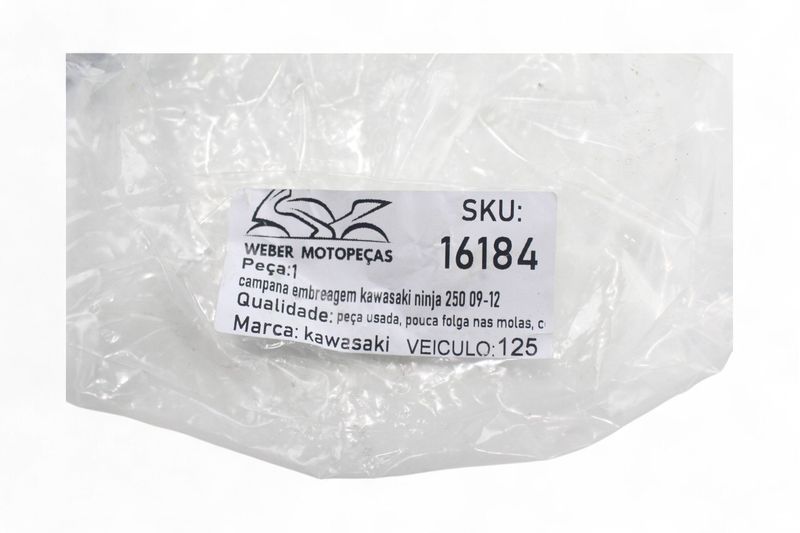 SKU:
WEBER MOTOPEÇAS
16184
Peça:1
campana embreagem kawasaki ninja 250 09-12
Qualidade: peça usada, pouca folga nas molas, c
Marca: kawasaki VEICULO:125